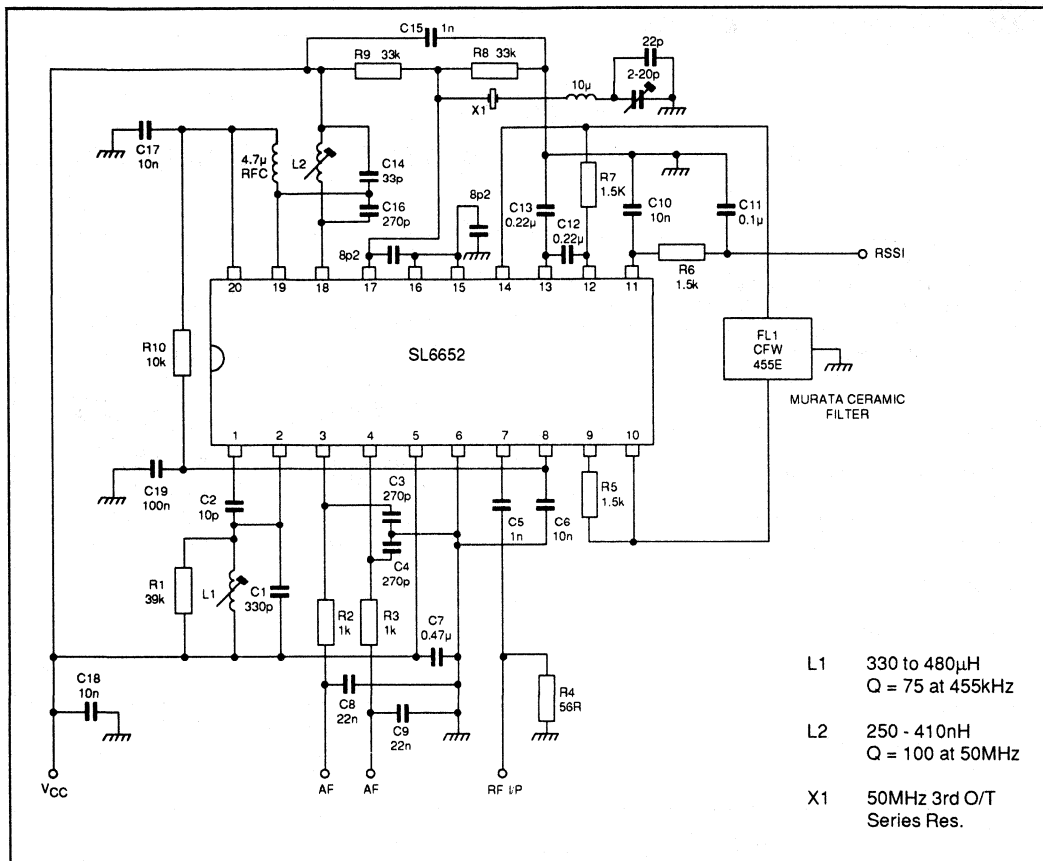 C15
1n
R9 33k
R8 33k
22p
2-20p
10µ
X1
C17
10n
4.7µ
RFC
L2
C14
33p
C16
270p
8p2
8p2
C13
0.22µ
C12
0.22µ
R7
1.5K
C10
10n
C11
0.1µ
R6
1.5k
RSSI
20
19
18
17
16
15
14
13
12
11
SL6652
R10
10k
FL1
CFW
455E
MURATA CERAMIC
FILTER
1
2
3
4
5
6
7
8
9
10
C19
100n
C2
10p
C3
270p
C4
270p
C5
1n
C6
10n
R5
1.5k
R1
39k
L1
C1
330p
R2
1k
R3
1k
C7
0.47µ
C18
10n
C8
22n
C9
22n
R4
56R
VCC
AF
AF
RF I/P
L1 330 to 480µH
Q = 75 at 455kHz
L2 250 - 410nH
Q = 100 at 50MHz
X1 50MHz 3rd O/T
Series Res.